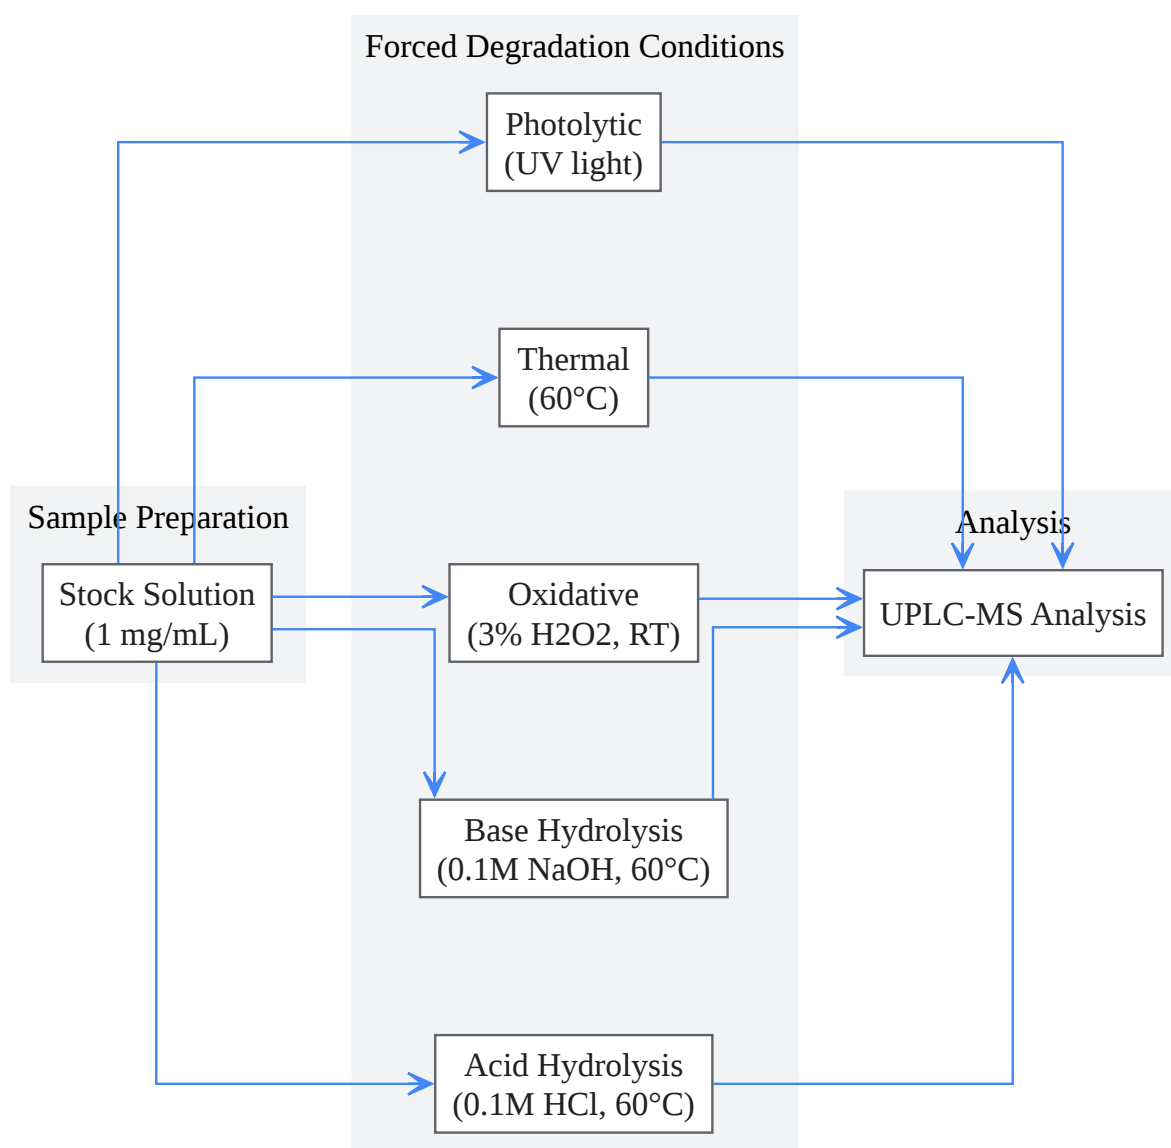 Forced Degradation Conditions
Photolytic
(UV light)
Thermal
(60°C)
Sample Preparation
Stock Solution
(1 mg/mL)
Oxidative
(3% H2O2, RT)
Analysis
UPLC-MS Analysis
Base Hydrolysis
(0.1M NaOH, 60°C)
Acid Hydrolysis
(0.1M HCl, 60°C)